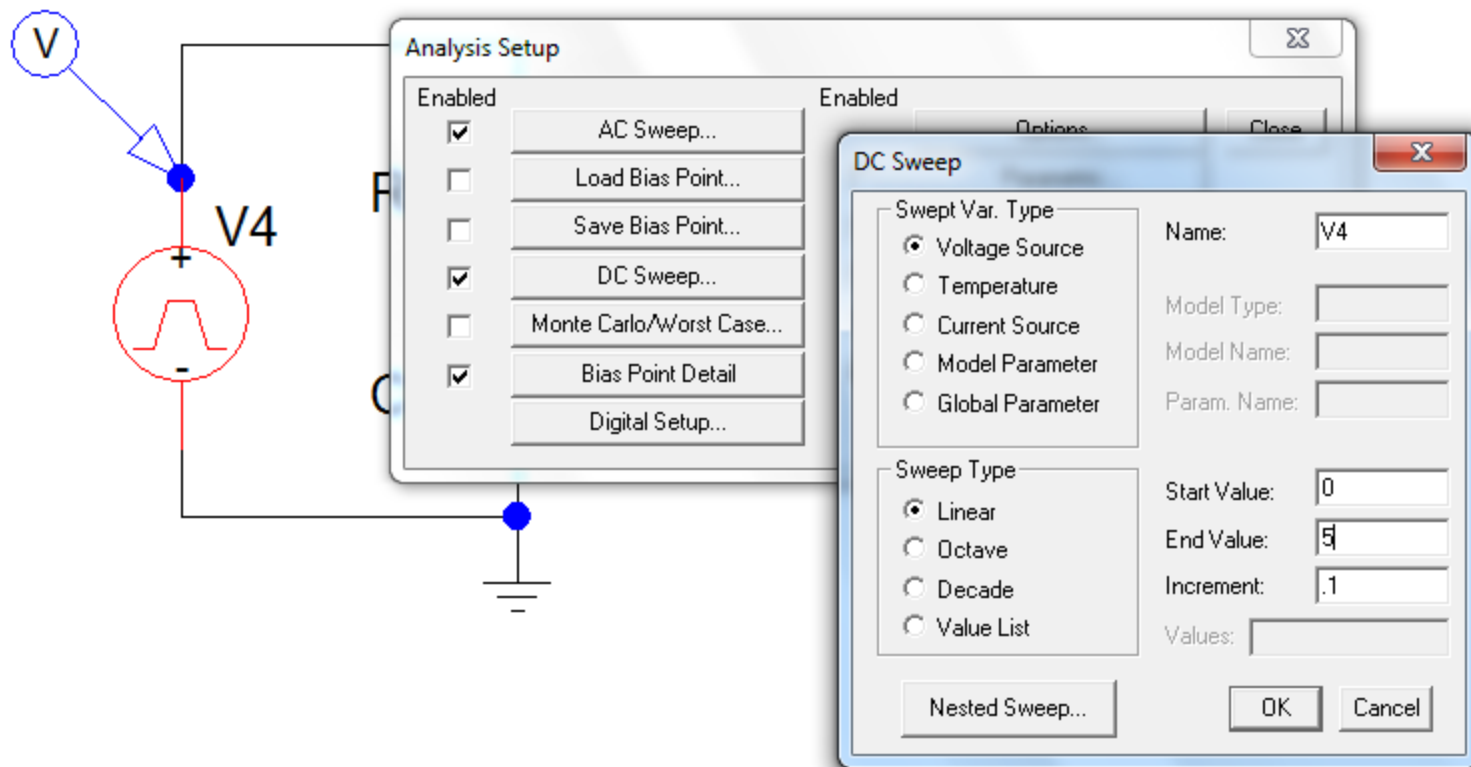 V
V4
+
-
Analysis Setup
Enabled
AC Sweep...
Load Bias Point...
Save Bias Point...
DC Sweep...
Monte Carlo/Worst Case...
Bias Point Detail
Digital Setup...
Enabled
Options...
Close
DC Sweep
Swept Var. Type
Voltage Source
Temperature
Current Source
Model Parameter
Global Parameter
Name: V4
Model Type:
Model Name:
Param. Name:
Sweep Type
Linear
Octave
Decade
Value List
Start Value: 0
End Value: 5
Increment: .1
Values:
Nested Sweep...
OK
Cancel